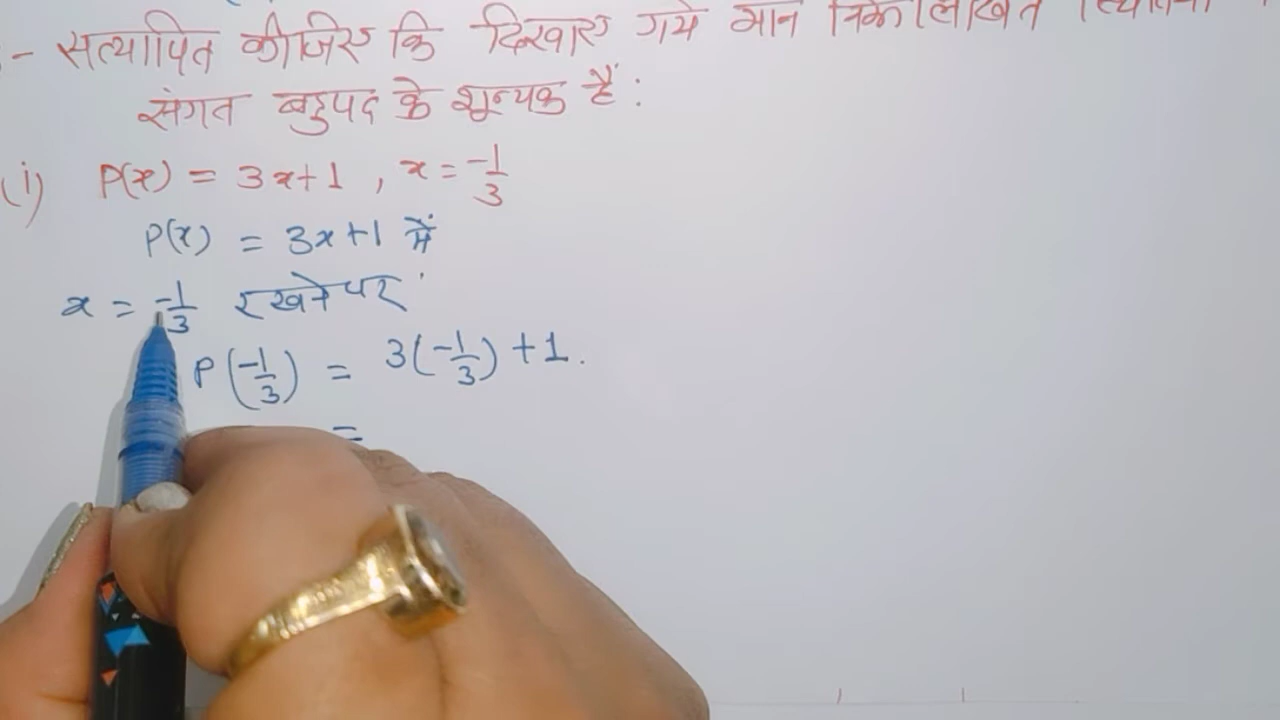 - सत्यापित कीजिए कि दिखाए गये मान निम्नलिखित स्थितियों
संगत बहुपद के शून्यक हैं :
(i) P(x) = 3x+1 , x = -1/3
P(x) = 3x+1 में
x = -1/3 रखने पर
P(-1/3) = 3(-1/3) +1.
=